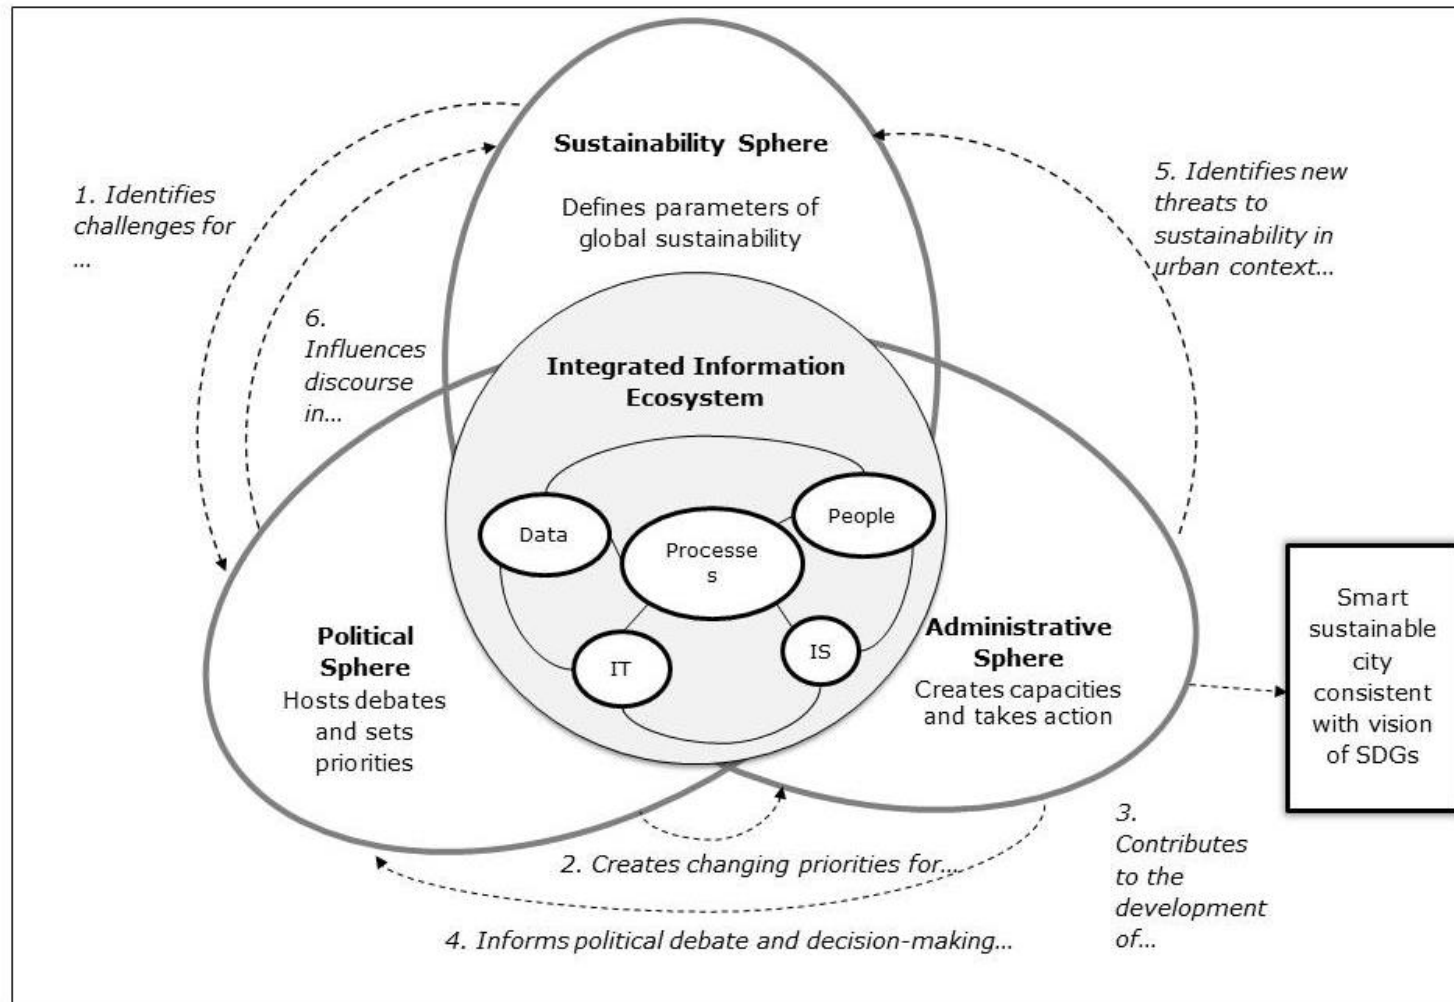 Sustainability Sphere
Defines parameters of
global sustainability
1. Identifies
challenges for
...
5. Identifies new
threats to
sustainability in
urban context...
6.
Influences
discourse
in...
Integrated Information
Ecosystem
Data
People
Processe
s
IT
IS
Political
Sphere
Hosts debates
and sets
priorities
Administrative
Sphere
Creates capacities
and takes action
Smart
sustainable
city
consistent
with vision
of SDGs
2. Creates changing priorities for...
3.
Contributes
to the
development
of...
4. Informs political debate and decision-making...